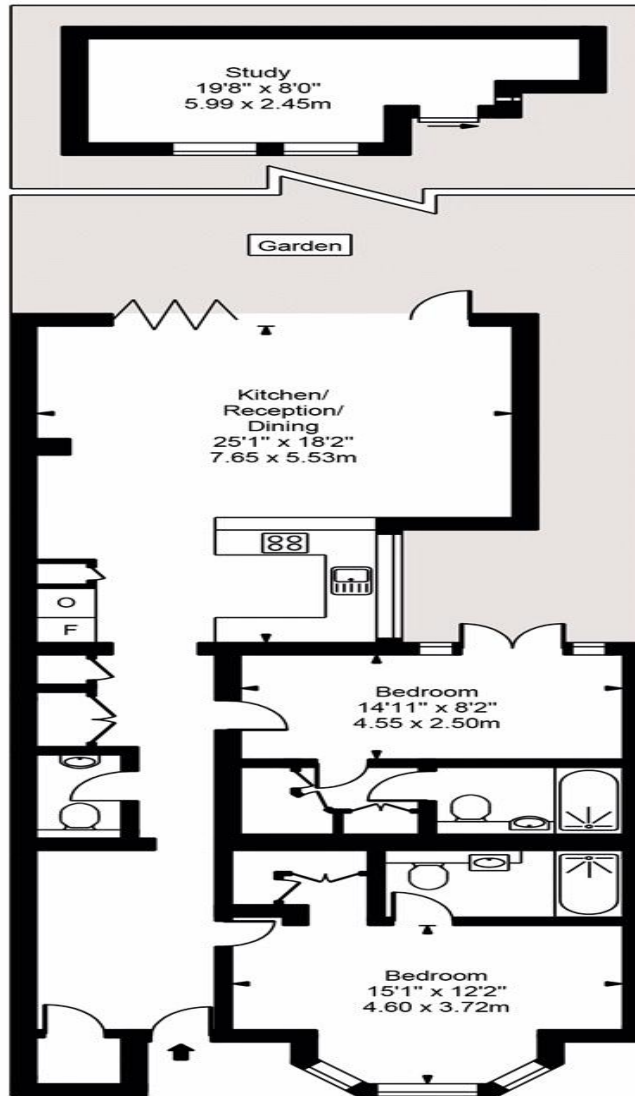 Study
19'8" x 8'0"
5.99 x 2.45m
Garden
Kitchen/
Reception/
Dining
25'1" x 18'2"
7.65 x 5.53m
F
Bedroom
14'11" x 8'2"
4.55 x 2.50m
Bedroom
15'1" x 12'2"
4.60 x 3.72m